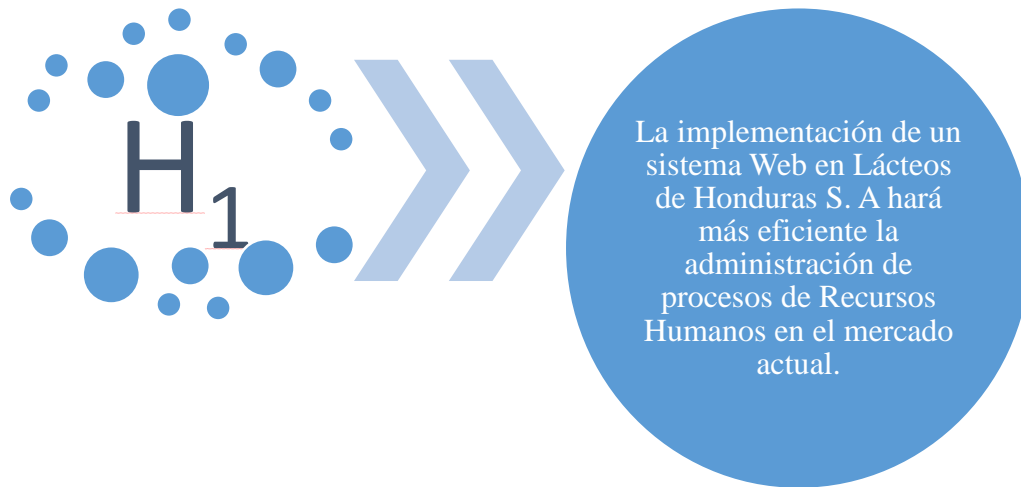 H1
La implementación de un
sistema Web en Lácteos
de Honduras S. A hará
más eficiente la
administración de
procesos de Recursos
Humanos en el mercado
actual.